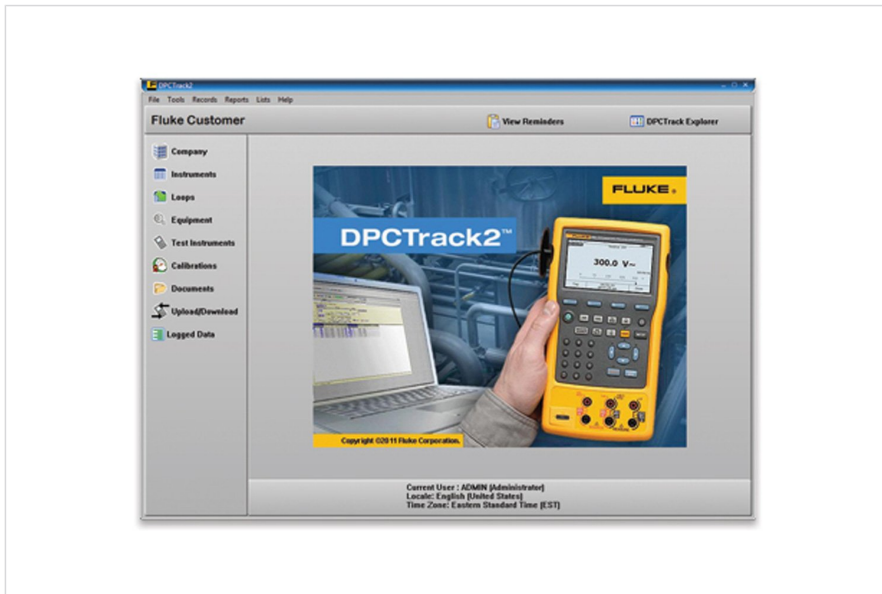 DPCTrack2
File Tools Records Reports Lists Help
Fluke Customer
View Reminders
DPCTrack Explorer
Company
Instruments
Loops
Equipment
Test Instruments
Calibrations
Documents
Upload/Download
Logged Data
FLUKE®
DPCTrack2™
300.0 V
Copyright ©2011 Fluke Corporation.
Current User : ADMIN (Administrator)
Locale: English (United States)
Time Zone: Eastern Standard Time (EST)